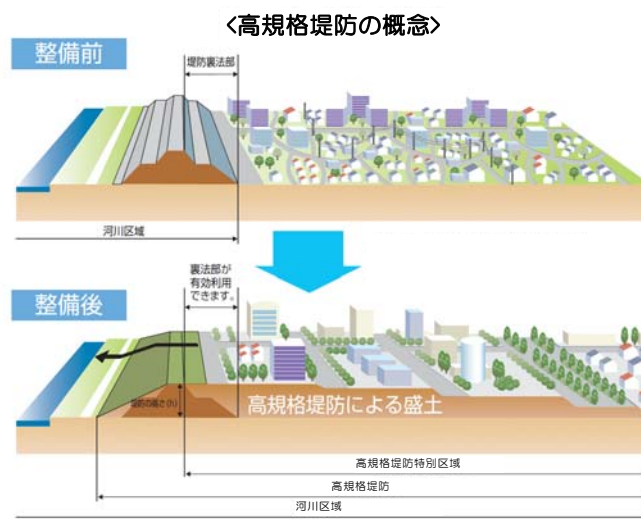 <高規格堤防の概念>
整備前
堤防裏法部
河川区域
裏法部が
有効利用
できます。
整備後
堤防の高さ(h)
高規格堤防による盛土
高規格堤防特別区域
高規格堤防
河川区域